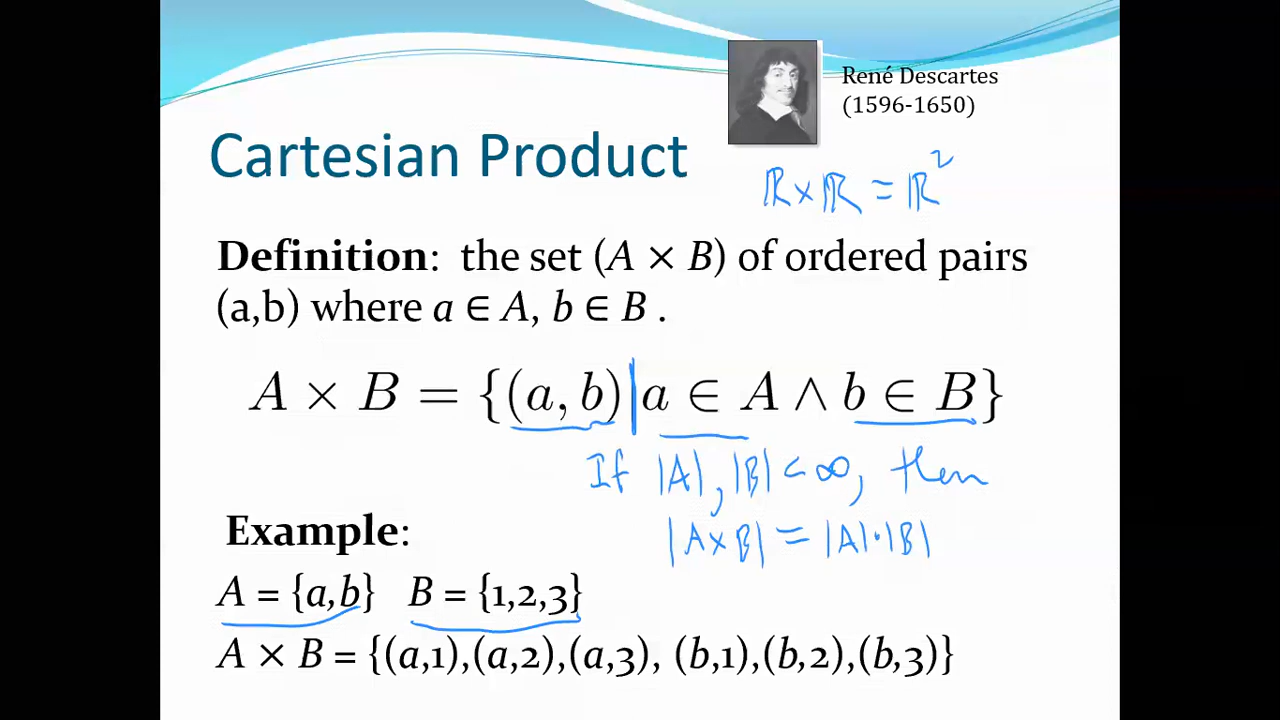 René Descartes
(1596-1650)
Cartesian Product
ℝ×ℝ = ℝ²
Definition: the set (A × B) of ordered pairs
(a,b) where a ∈ A, b ∈ B .
A × B = {(a, b)|a ∈ A ∧ b ∈ B}
If |A|, |B| < ∞, then
|A×B| = |A|·|B|
Example:
A = {a,b} B = {1,2,3}
A × B = {(a,1),(a,2),(a,3), (b,1),(b,2),(b,3)}